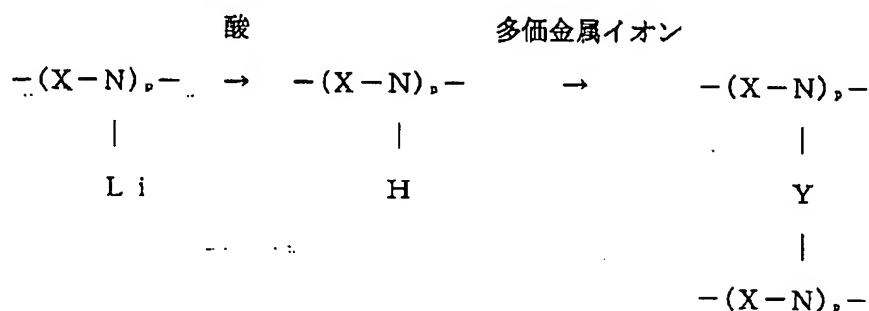 酸 多価金属イオン
－(X－N)ₚ－ → －(X－N)ₚ－ → －(X－N)ₚ－
| | |
Li H Y
|
－(X－N)ₚ－